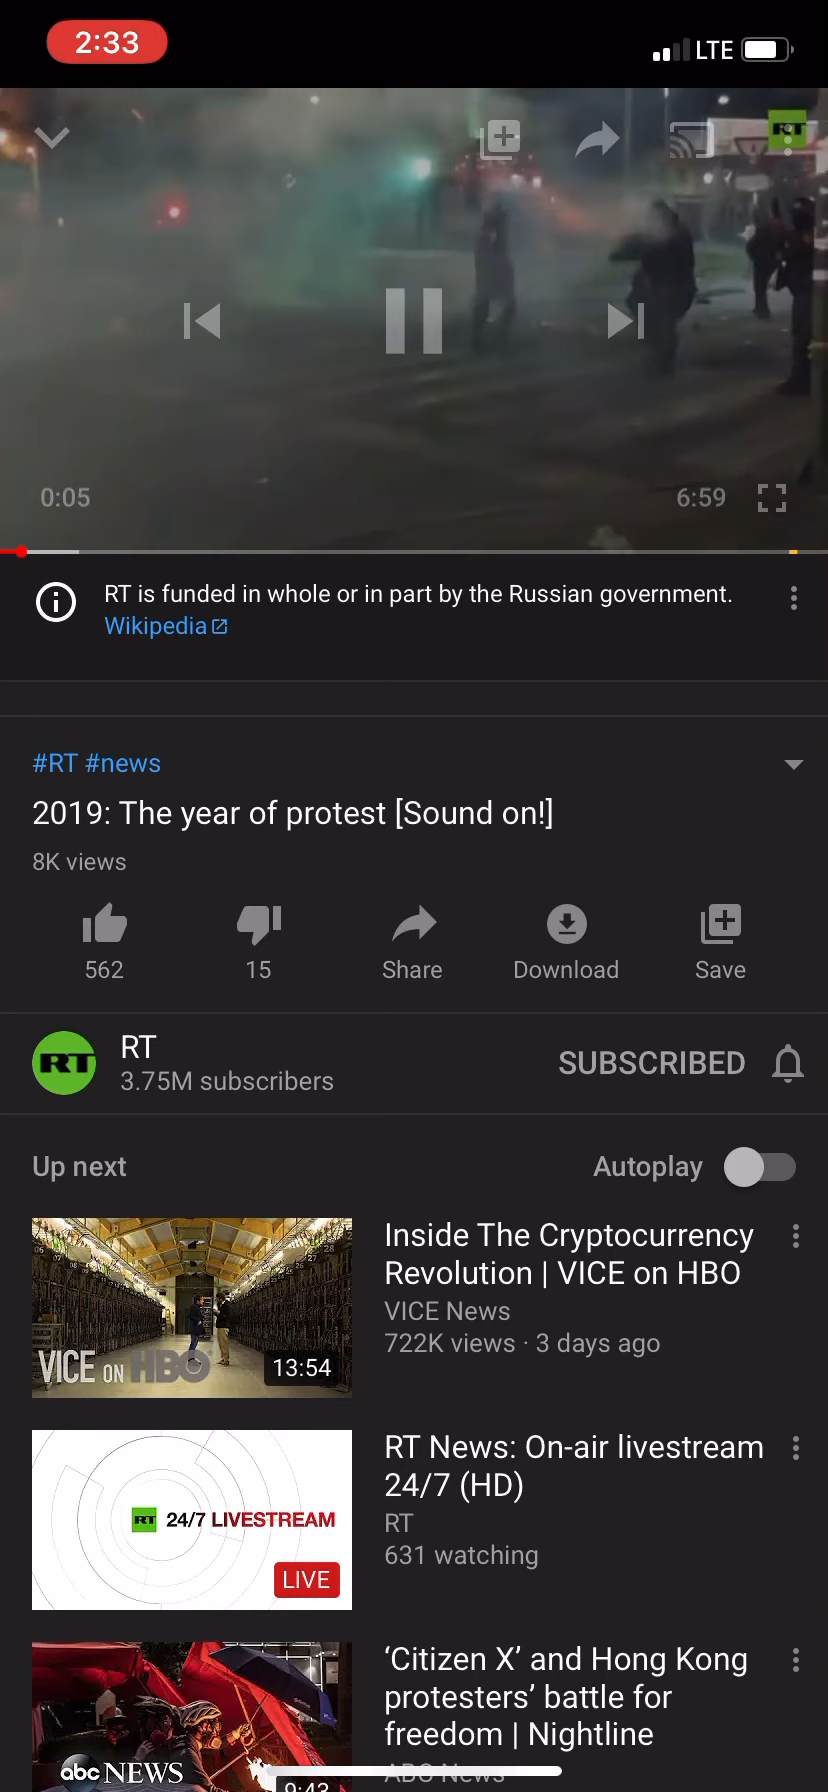 2:33
LTE
RT
0:05
6:59
RT is funded in whole or in part by the Russian government.
Wikipedia
#RT #news
2019: The year of protest [Sound on!]
8K views
562
15
Share
Download
Save
RT
RT
3.75M subscribers
SUBSCRIBED
Up next
Autoplay
VICE ON HBO
13:54
Inside The Cryptocurrency
Revolution | VICE on HBO
VICE News
722K views · 3 days ago
RT 24/7 LIVESTREAM
LIVE
RT News: On-air livestream
24/7 (HD)
RT
631 watching
abc NEWS
9:43
‘Citizen X’ and Hong Kong
protesters’ battle for
freedom | Nightline
ABC News